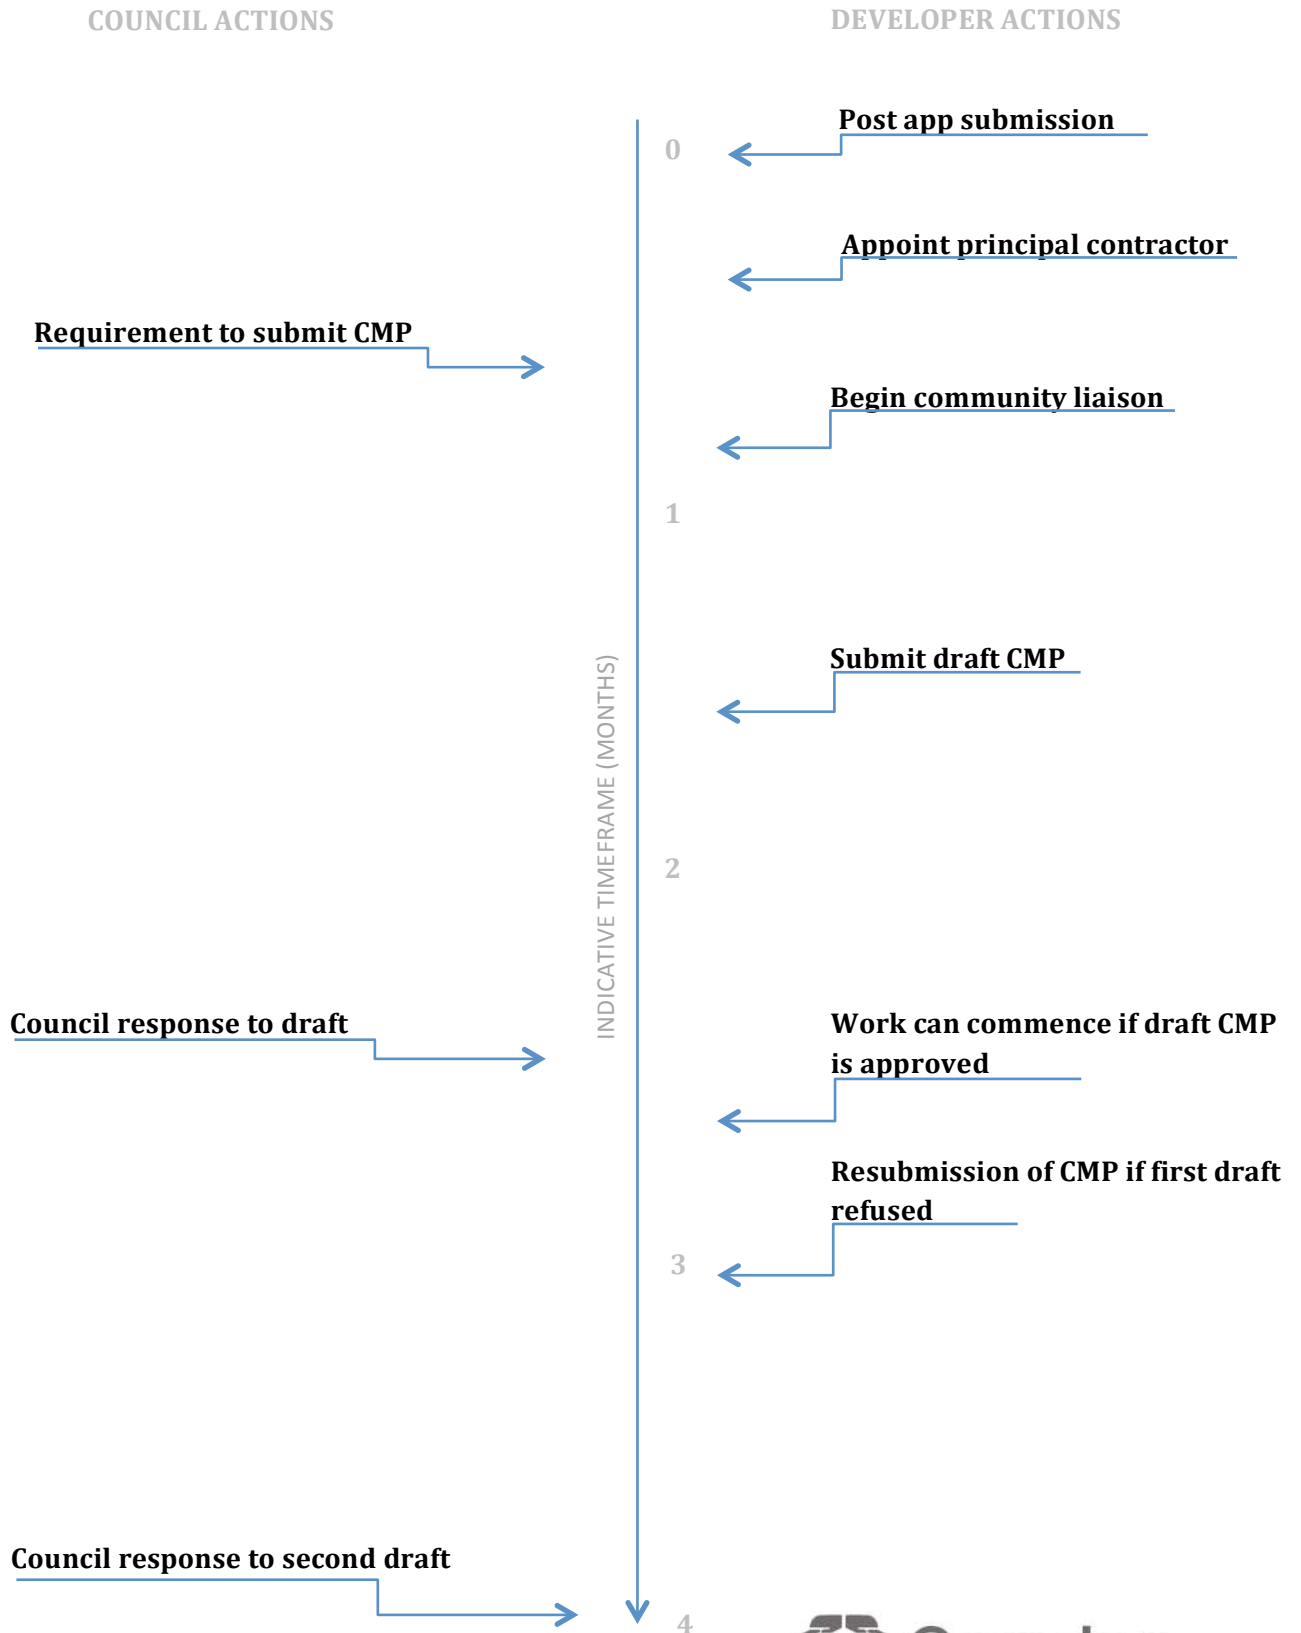 COUNCIL ACTIONS
DEVELOPER ACTIONS
Post app submission
0
Appoint principal contractor
Requirement to submit CMP
Begin community liaison
1
Submit draft CMP
INDICATIVE TIMEFRAME (MONTHS)
2
Council response to draft
Work can commence if draft CMP
is approved
Resubmission of CMP if first draft
refused
3
Council response to second draft
4